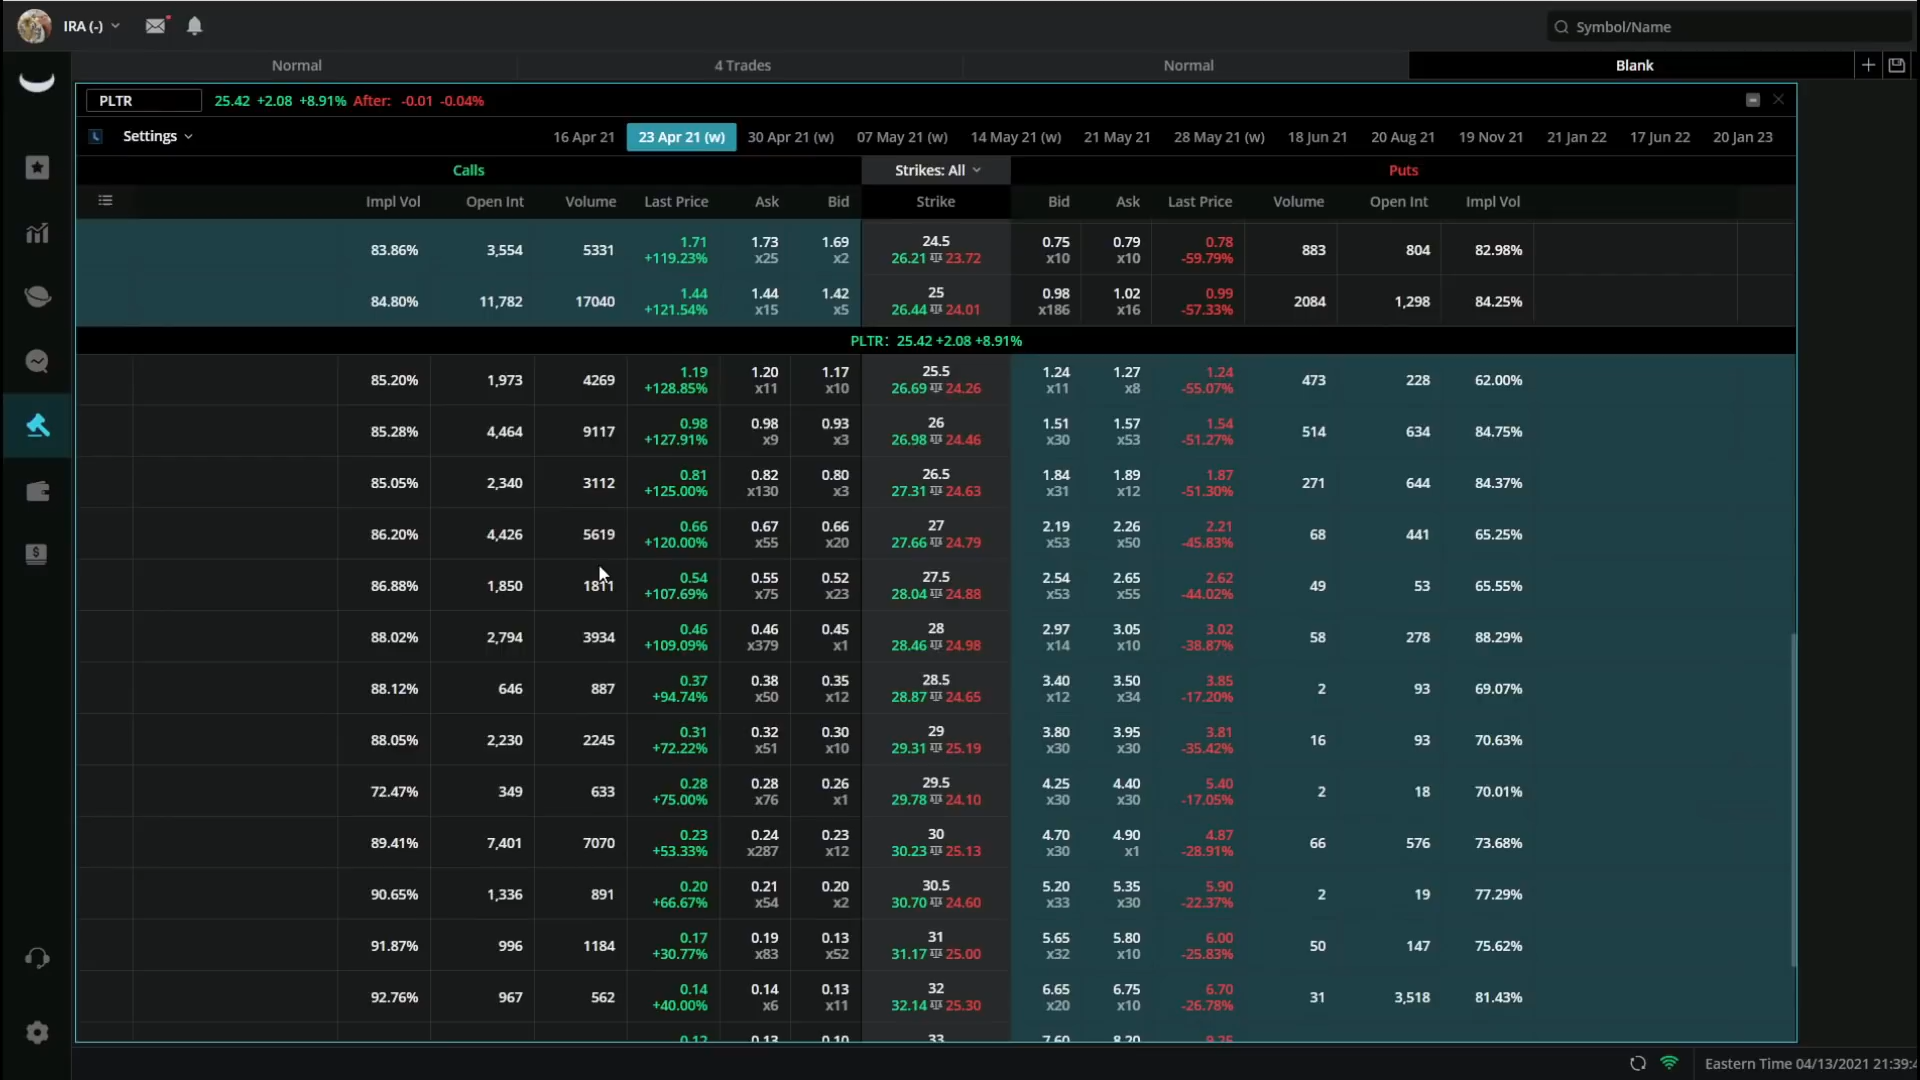 IRA (-)
Symbol/Name
Normal
4 Trades
Normal
Blank
PLTR 25.42 +2.08 +8.91% After: -0.01 -0.04%
Settings 16 Apr 21 23 Apr 21 (w) 30 Apr 21 (w) 07 May 21 (w) 14 May 21 (w) 21 May 21 28 May 21 (w) 18 Jun 21 20 Aug 21 19 Nov 21 21 Jan 22 17 Jun 22 20 Jan 23
Calls Strikes: All Puts
Impl Vol Open Int Volume Last Price Ask Bid Strike Bid Ask Last Price Volume Open Int Impl Vol
83.86% 3,554 5331 1.71 1.73 1.69 24.5 0.75 0.79 0.78 883 804 82.98%
+119.23% x25 x2 26.21 23.72 x10 x10 -59.79%
84.80% 11,782 17040 1.44 1.44 1.42 25 0.98 1.02 0.99 2084 1,298 84.25%
+121.54% x15 x5 26.44 24.01 x186 x16 -57.33%
PLTR: 25.42 +2.08 +8.91%
85.20% 1,973 4269 1.19 1.20 1.17 25.5 1.24 1.27 1.24 473 228 62.00%
+128.85% x11 x10 26.69 24.26 x11 x8 -55.07%
85.28% 4,464 9117 0.98 0.98 0.93 26 1.51 1.57 1.54 514 634 84.75%
+127.91% x9 x3 26.98 24.46 x30 x53 -51.27%
85.05% 2,340 3112 0.81 0.82 0.80 26.5 1.84 1.89 1.87 271 644 84.37%
+125.00% x130 x3 27.31 24.63 x31 x12 -51.30%
86.20% 4,426 5619 0.66 0.67 0.66 27 2.19 2.26 2.21 68 441 65.25%
+120.00% x55 x20 27.66 24.79 x53 x50 -45.83%
86.88% 1,850 1811 0.54 0.55 0.52 27.5 2.54 2.65 2.62 49 53 65.55%
+107.69% x75 x23 28.04 24.88 x53 x55 -44.02%
88.02% 2,794 3934 0.46 0.46 0.45 28 2.97 3.05 3.02 58 278 88.29%
+109.09% x379 x1 28.46 24.98 x14 x10 -38.87%
88.12% 646 887 0.37 0.38 0.35 28.5 3.40 3.50 3.85 2 93 69.07%
+94.74% x50 x12 28.87 24.65 x12 x34 -17.20%
88.05% 2,230 2245 0.31 0.32 0.30 29 3.80 3.95 3.81 16 93 70.63%
+72.22% x51 x10 29.31 25.19 x30 x30 -35.42%
72.47% 349 633 0.28 0.28 0.26 29.5 4.25 4.40 5.40 2 18 70.01%
+75.00% x76 x1 29.78 24.10 x30 x30 -17.05%
89.41% 7,401 7070 0.23 0.24 0.23 30 4.70 4.90 4.87 66 576 73.68%
+53.33% x287 x12 30.23 25.13 x30 x1 -28.91%
90.65% 1,336 891 0.20 0.21 0.20 30.5 5.20 5.35 5.90 2 19 77.29%
+66.67% x54 x2 30.70 24.60 x33 x30 -22.37%
91.87% 996 1184 0.17 0.19 0.13 31 5.65 5.80 6.00 50 147 75.62%
+30.77% x83 x52 31.17 25.00 x32 x10 -25.83%
92.76% 967 562 0.14 0.14 0.13 32 6.65 6.75 6.70 31 3,518 81.43%
+40.00% x6 x11 32.14 25.30 x20 x10 -26.78%
0.12 0.13 0.10 33 7.60 8.20 9.25
Eastern Time 04/13/2021 21:39:4